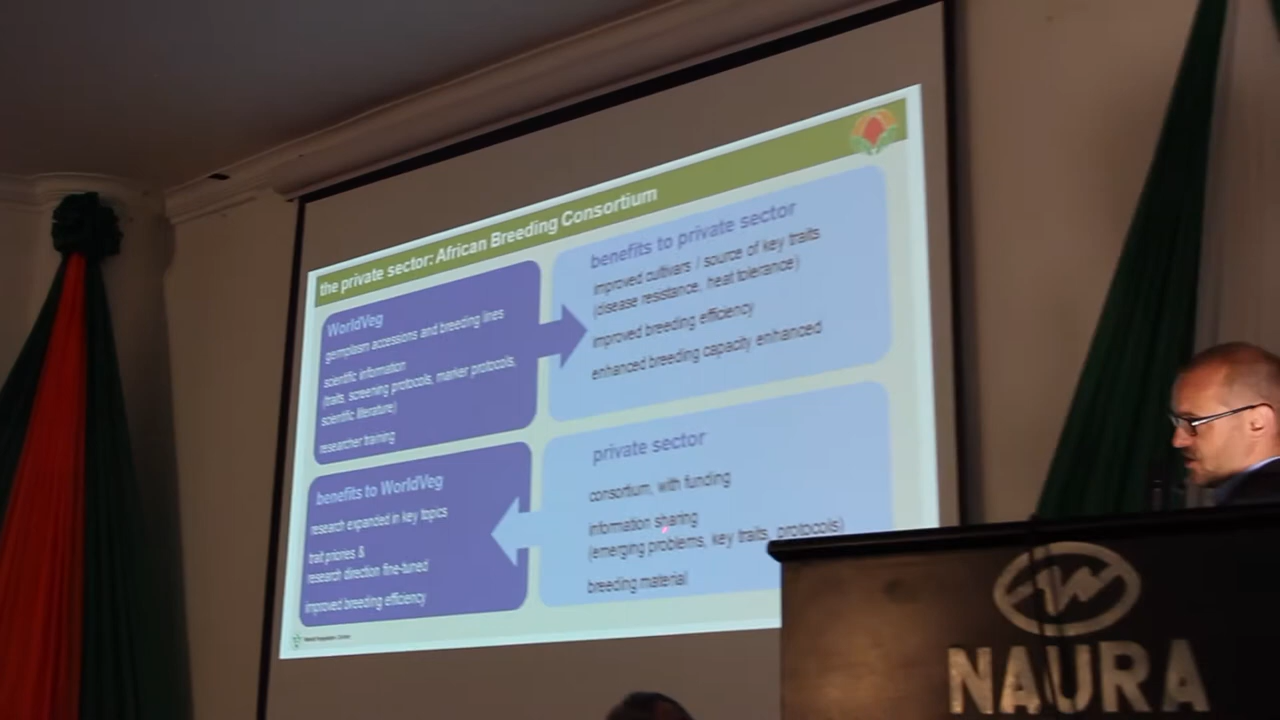 the private sector: African Breeding Consortium
WorldVeg
germplasm accessions and breeding lines
scientific information
(traits, screening protocols, marker protocols,
scientific literature)
researcher training
benefits to private sector
improved cultivars / source of key traits
(disease resistance, heat tolerance)
improved breeding efficiency
enhanced breeding capacity enhanced
benefits to WorldVeg
research expanded in key topics
trait priories &
research direction fine-tuned
improved breeding efficiency
private sector
consortium, with funding
information sharing
(emerging problems, key traits, protocols)
breeding material
World Vegetable Center
NAURA